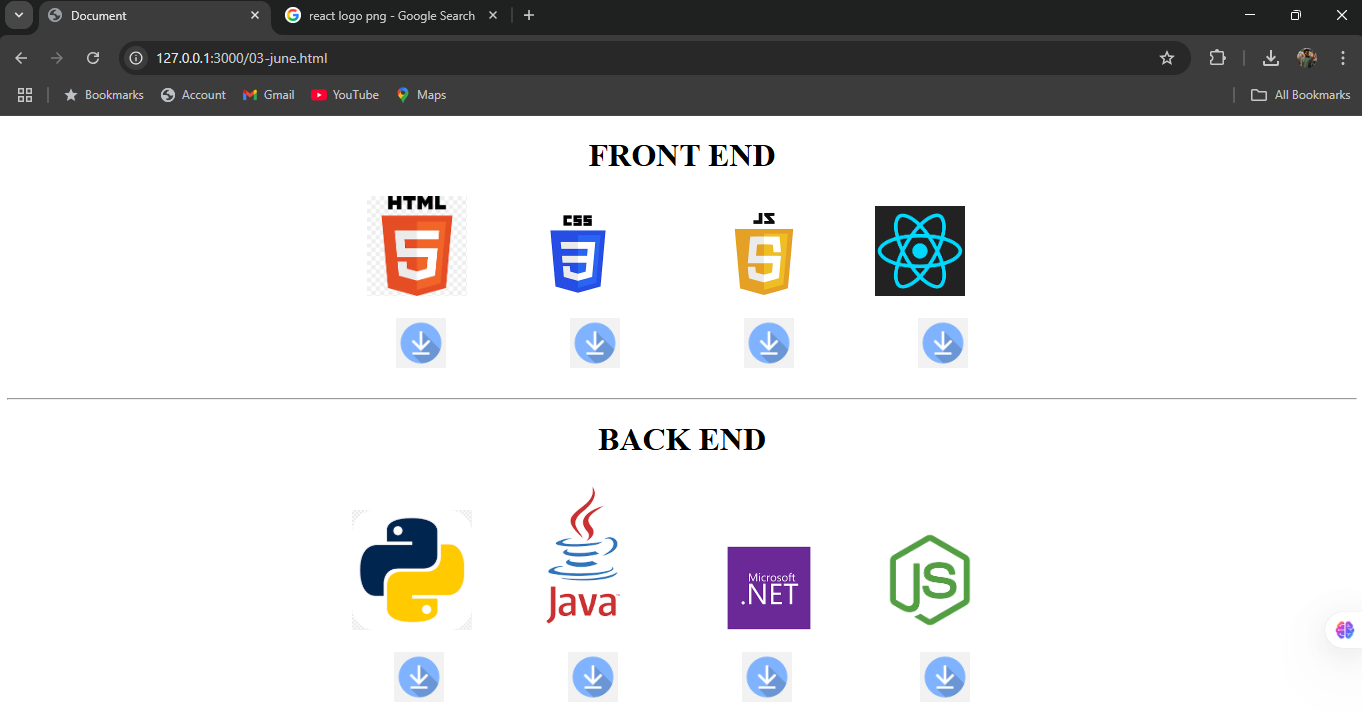 Document
react logo png - Google Search
127.0.0.1:3000/03-june.html
Bookmarks Account Gmail YouTube Maps All Bookmarks
FRONT END
HTML CSS JS
5 3 5
BACK END
Java Microsoft .NET JS